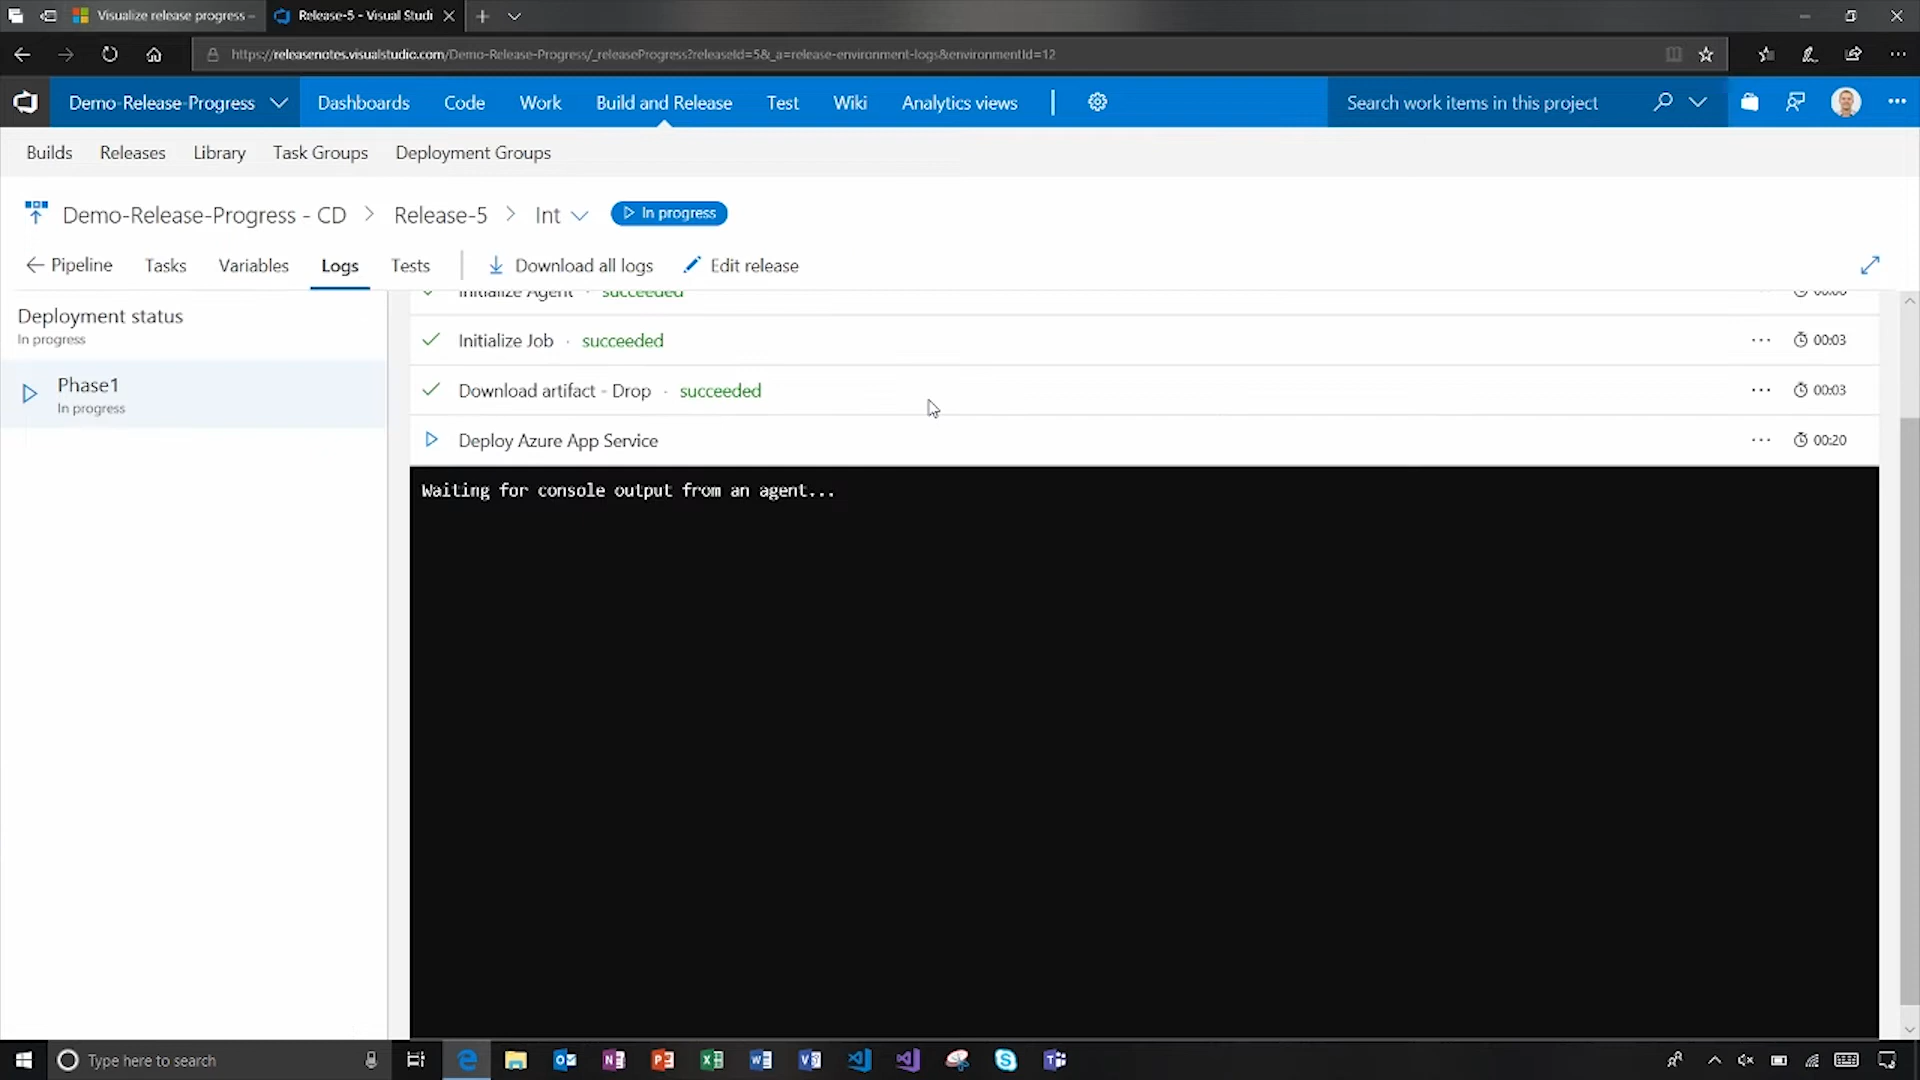 Visualize release progress –
Release-5 - Visual Studi
https://releasenotes.visualstudio.com/Demo-Release-Progress/_releaseProgress?releaseId=5&_a=release-environment-logs&environmentId=12
Demo-Release-Progress
Dashboards
Code
Work
Build and Release
Test
Wiki
Analytics views
Search work items in this project
Builds
Releases
Library
Task Groups
Deployment Groups
Demo-Release-Progress - CD
Release-5
Int
In progress
Pipeline
Tasks
Variables
Logs
Tests
Download all logs
Edit release
Deployment status
In progress
Phase1
In progress
Initialize Agent · succeeded
Initialize Job · succeeded
00:03
Download artifact - Drop · succeeded
00:03
Deploy Azure App Service
00:20
Waiting for console output from an agent...
Type here to search